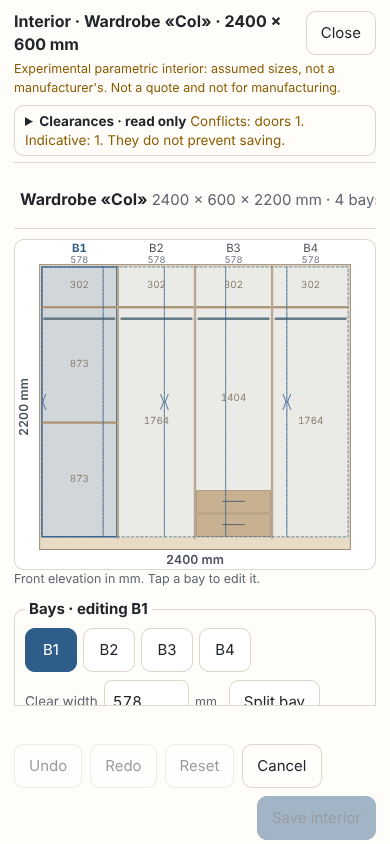 Interior · Wardrobe «Col» · 2400 ×
600 mm
Close
Experimental parametric interior: assumed sizes, not a
manufacturer's. Not a quote and not for manufacturing.
▶ Clearances · read only Conflicts: doors 1.
Indicative: 1. They do not prevent saving.
Wardrobe «Col» 2400 × 600 × 2200 mm · 4 bays
B1 B2 B3 B4
578 578 578 578
302 302 302 302
873
1404
1764 1764
873
2200 mm
2400 mm
Front elevation in mm. Tap a bay to edit it.
Bays · editing B1
B1 B2 B3 B4
Clear width 578 mm Split bay
Undo Redo Reset Cancel
Save interior